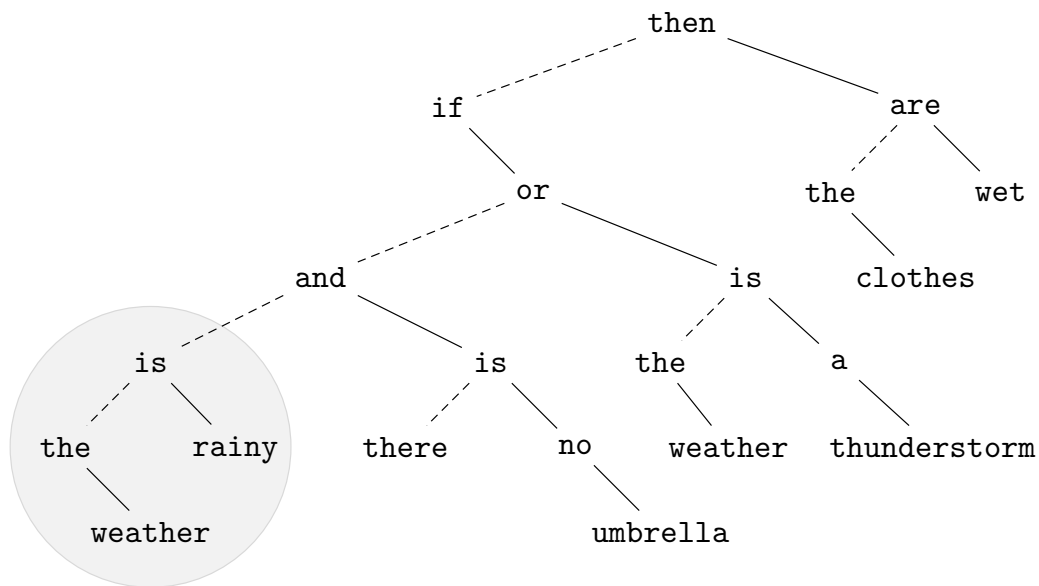 then
if are
or the wet
and is clothes
is is the a
the rainy there no weather thunderstorm
weather umbrella